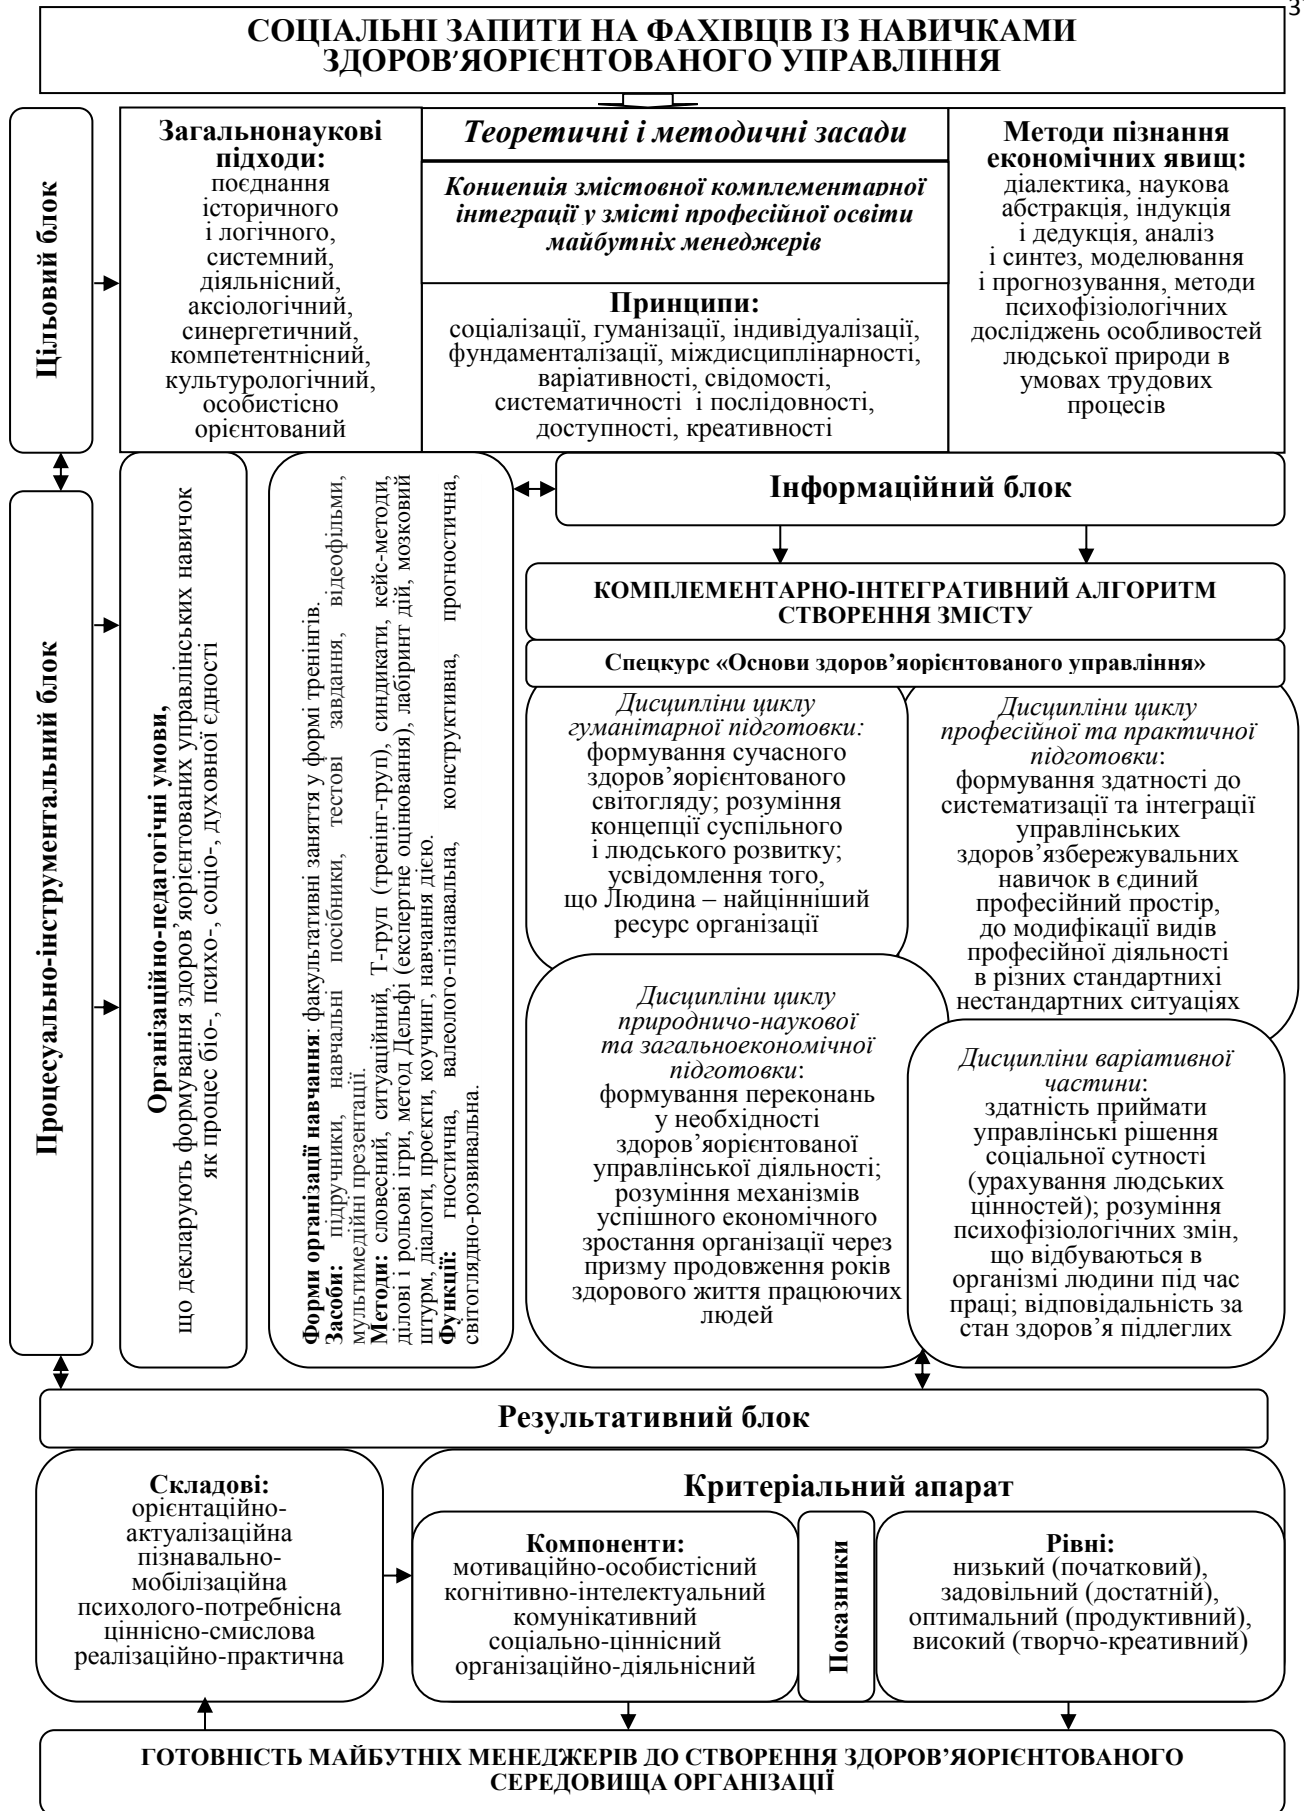 3
СОЦІАЛЬНІ ЗАПИТИ НА ФАХІВЦІВ ІЗ НАВИЧКАМИ
ЗДОРОВ’ЯОРІЄНТОВАНОГО УПРАВЛІННЯ
Цільовий блок
Загальнонаукові
підходи:
поєднання
історичного
і логічного,
системний,
діяльнісний,
аксіологічний,
синергетичний,
компетентнісний,
культурологічний,
особистісно
орієнтований
Теоретичні і методичні засади
Концепція змістовної комплементарної
інтеграції у змісті професійної освіти
майбутніх менеджерів
Принципи:
соціалізації, гуманізації, індивідуалізації,
фундаменталізації, міждисциплінарності,
варіативності, свідомості,
систематичності і послідовності,
доступності, креативності
Методи пізнання
економічних явищ:
діалектика, наукова
абстракція, індукція
і дедукція, аналіз
і синтез, моделювання
і прогнозування, методи
психофізіологічних
досліджень особливостей
людської природи в
умовах трудових
процесів
Процесуально-інструментальний блок
Організаційно-педагогічні умови,
що декларують формування здоров’яорієнтованих управлінських навичок
як процес біо-, психо-, соціо-, духовної єдності
Форми організації навчання: факультативні заняття у формі тренінгів.
Засоби: підручники, навчальні посібники, тестові завдання, відеофільми,
мультимедійні презентації.
Методи: словесний, ситуаційний, Т-груп (тренінг-груп), синдикати, кейс-методи,
ділові і рольові ігри, метод Дельфі (експертне оцінювання), лабіринт дій, мозковий
штурм, діалоги, проєкти, коучинг, навчання дією.
Функції: гностична, валеолого-пізнавальна, конструктивна, прогностична,
світоглядно-розвивальна.
Інформаційний блок
КОМПЛЕМЕНТАРНО-ІНТЕГРАТИВНИЙ АЛГОРИТМ
СТВОРЕННЯ ЗМІСТУ
Спецкурс «Основи здоров’яорієнтованого управління»
Дисципліни циклу
гуманітарної підготовки:
формування сучасного
здоров’яорієнтованого
світогляду; розуміння
концепції суспільного
і людського розвитку;
усвідомлення того,
що Людина – найцінніший
ресурс організації
Дисципліни циклу
професійної та практичної
підготовки:
формування здатності до
систематизації та інтеграції
управлінських
здоров’язбережувальних
навичок в єдиний
професійний простір,
до модифікації видів
професійної діяльності
в різних стандартнихі
нестандартних ситуаціях
Дисципліни циклу
природничо-наукової
та загальноекономічної
підготовки:
формування переконань
у необхідності
здоров’яорієнтованої
управлінської діяльності;
розуміння механізмів
успішного економічного
зростання організації через
призму продовження років
здорового життя працюючих
людей
Дисципліни варіативної
частини:
здатність приймати
управлінські рішення
соціальної сутності
(урахування людських
цінностей); розуміння
психофізіологічних змін,
що відбуваються в
організмі людини під час
праці; відповідальність за
стан здоров’я підлеглих
Результативний блок
Складові:
орієнтаційно-
актуалізаційна
пізнавально-
мобілізаційна
психолого-потребнісна
ціннісно-смислова
реалізаційно-практична
Критеріальний апарат
Компоненти:
мотиваційно-особистісний
когнітивно-інтелектуальний
комунікативний
соціально-ціннісний
організаційно-діяльнісний
Показники
Рівні:
низький (початковий),
задовільний (достатній),
оптимальний (продуктивний),
високий (творчо-креативний)
ГОТОВНІСТЬ МАЙБУТНІХ МЕНЕДЖЕРІВ ДО СТВОРЕННЯ ЗДОРОВ’ЯОРІЄНТОВАНОГО
СЕРЕДОВИЩА ОРГАНІЗАЦІЇ